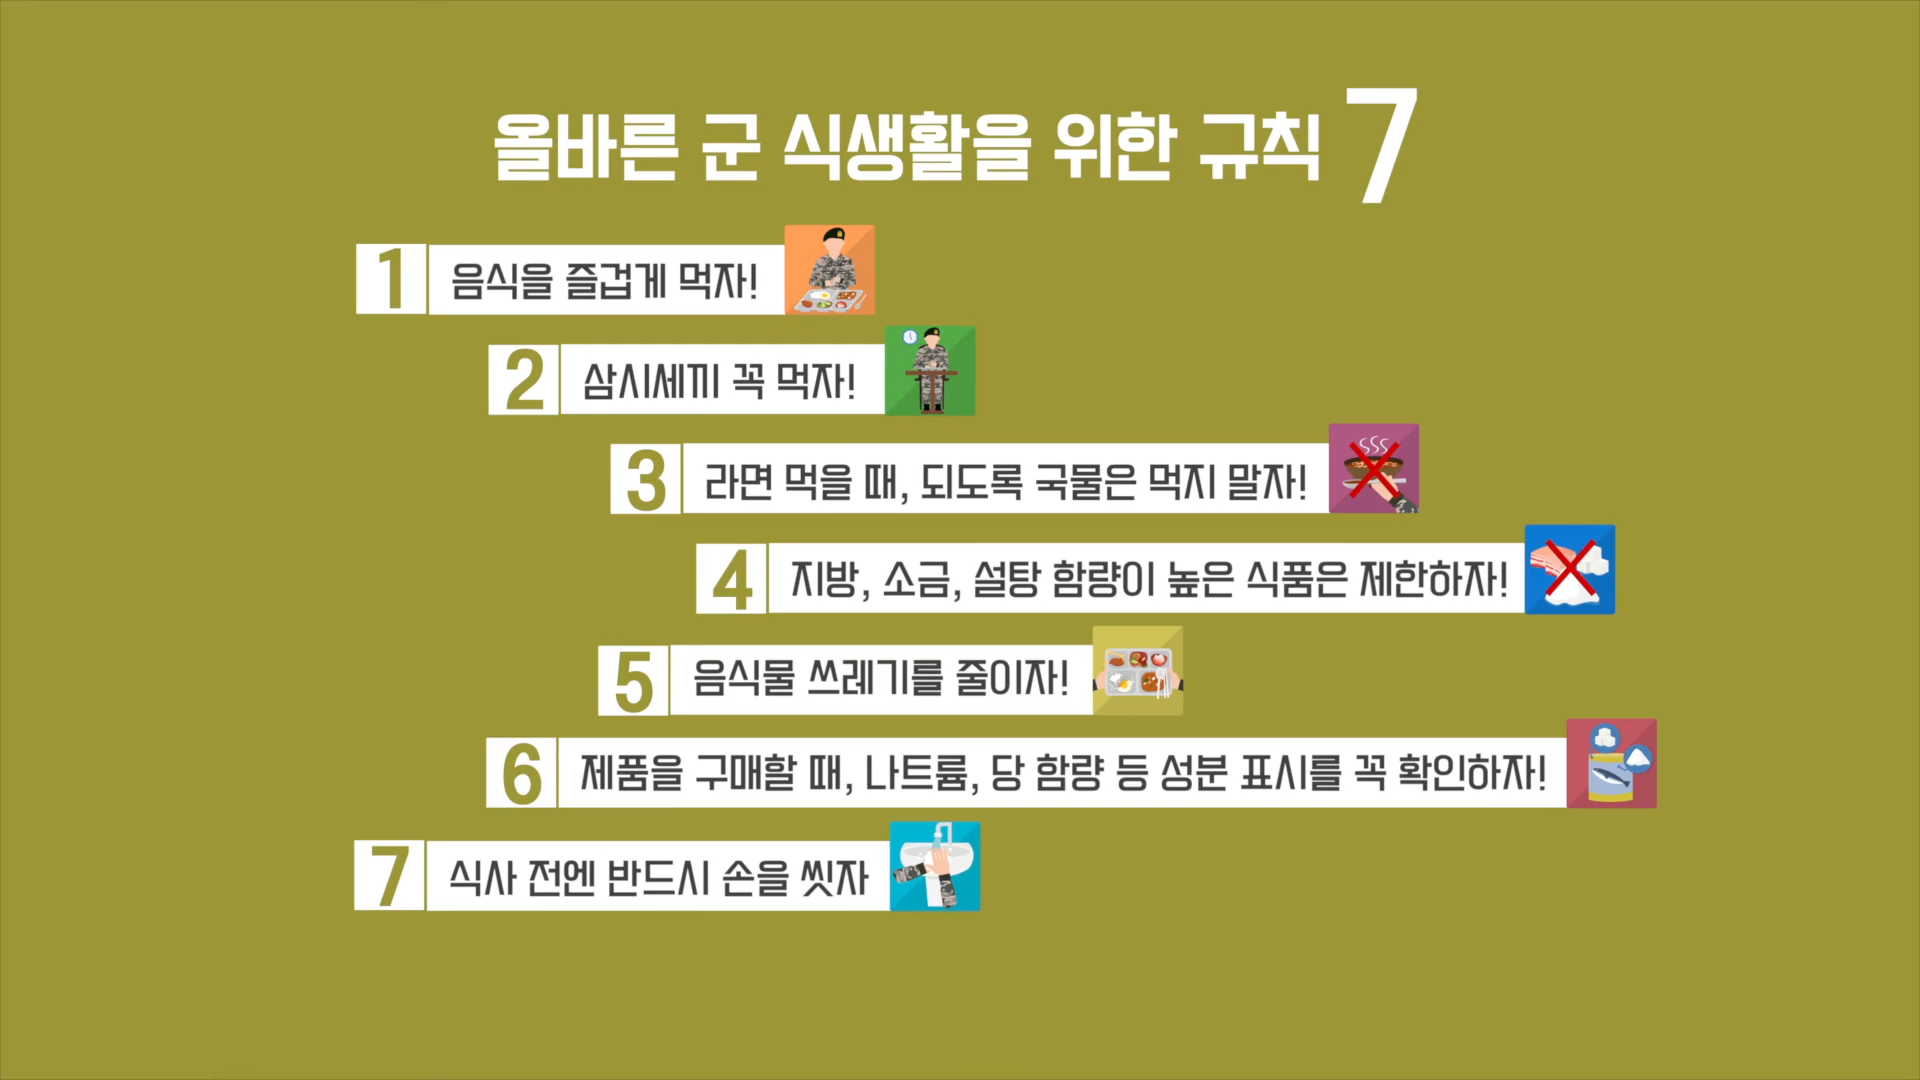 올바른 군 식생활을 위한 규칙 7
1 음식을 즐겁게 먹자!
2 삼시세끼 꼭 먹자!
3 라면 먹을 때, 되도록 국물은 먹지 말자!
4 지방, 소금, 설탕 함량이 높은 식품은 제한하자!
5 음식물 쓰레기를 줄이자!
6 제품을 구매할 때, 나트륨, 당 함량 등 성분 표시를 꼭 확인하자!
7 식사 전엔 반드시 손을 씻자